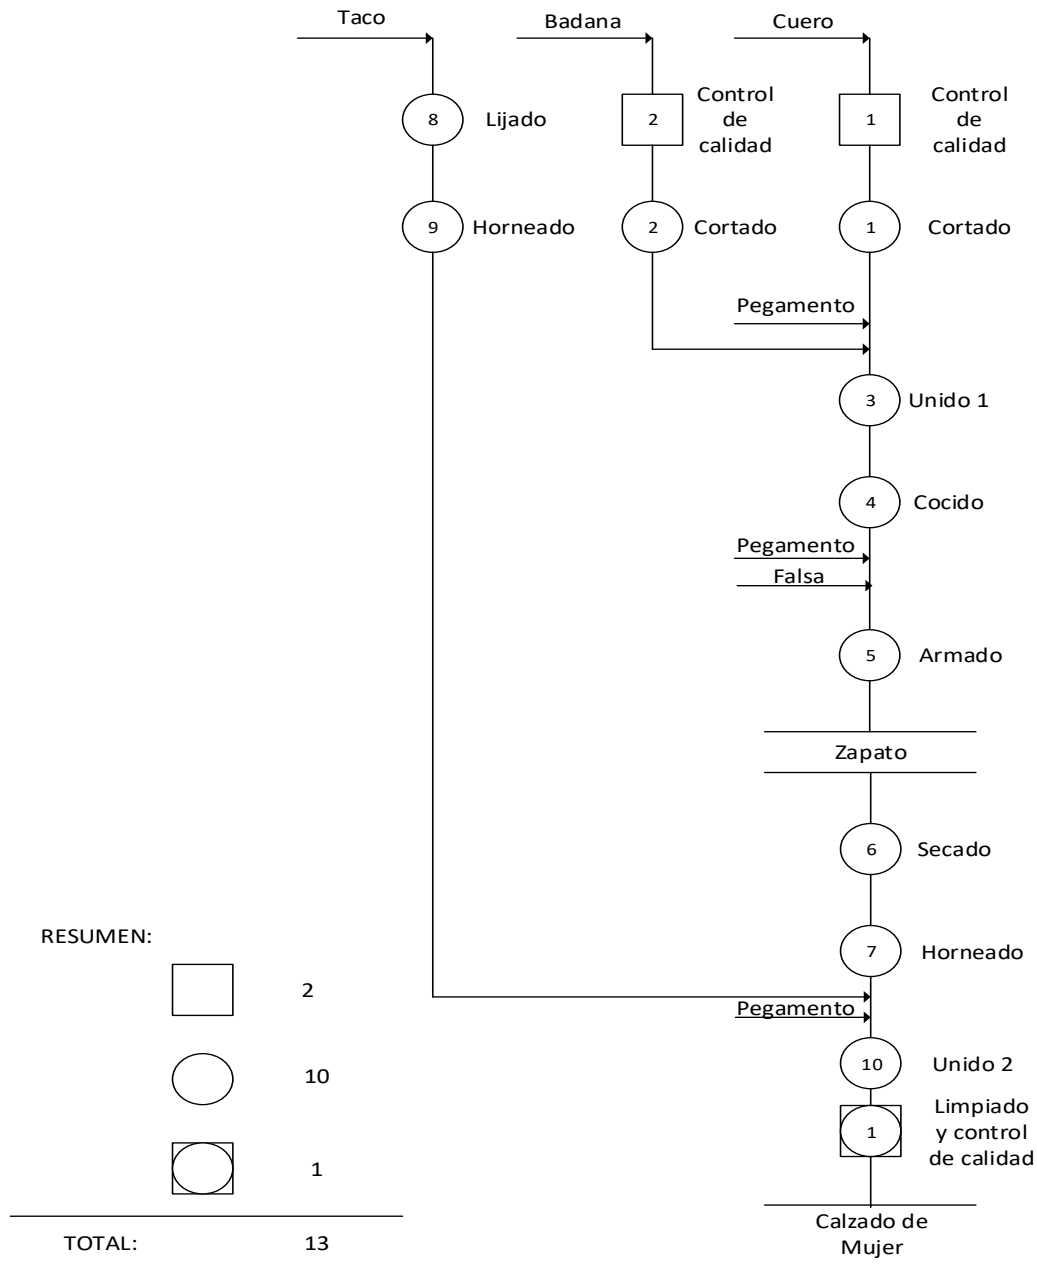 Taco
Badana
Cuero
8
Lijado
2
Control
de
calidad
1
Control
de
calidad
9
Horneado
2
Cortado
1
Cortado
Pegamento
3
Unido 1
4
Cocido
Pegamento
Falsa
5
Armado
Zapato
6
Secado
7
Horneado
Pegamento
10
Unido 2
1
Limpiado
y control
de calidad
Calzado de
Mujer
RESUMEN:
2
10
1
TOTAL: 13